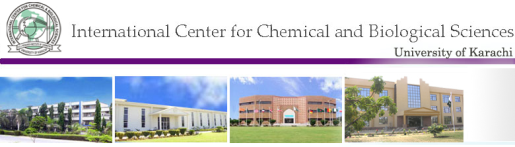 International Center for Chemical and Biological Sciences
University of Karachi